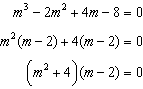 m³ − 2m² + 4m − 8 = 0
m²(m − 2) + 4(m − 2) = 0
(m² + 4)(m − 2) = 0